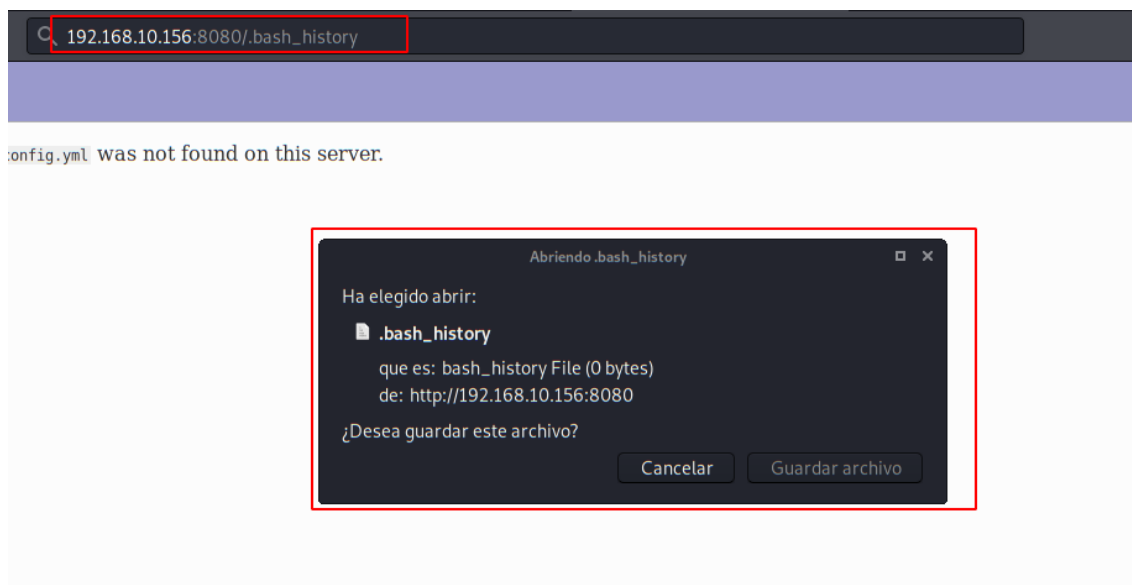 192.168.10.156:8080/.bash_history
config.yml was not found on this server.
Abriendo .bash_history
Ha elegido abrir:
.bash_history
que es: bash_history File (0 bytes)
de: http://192.168.10.156:8080
¿Desea guardar este archivo?
Cancelar Guardar archivo